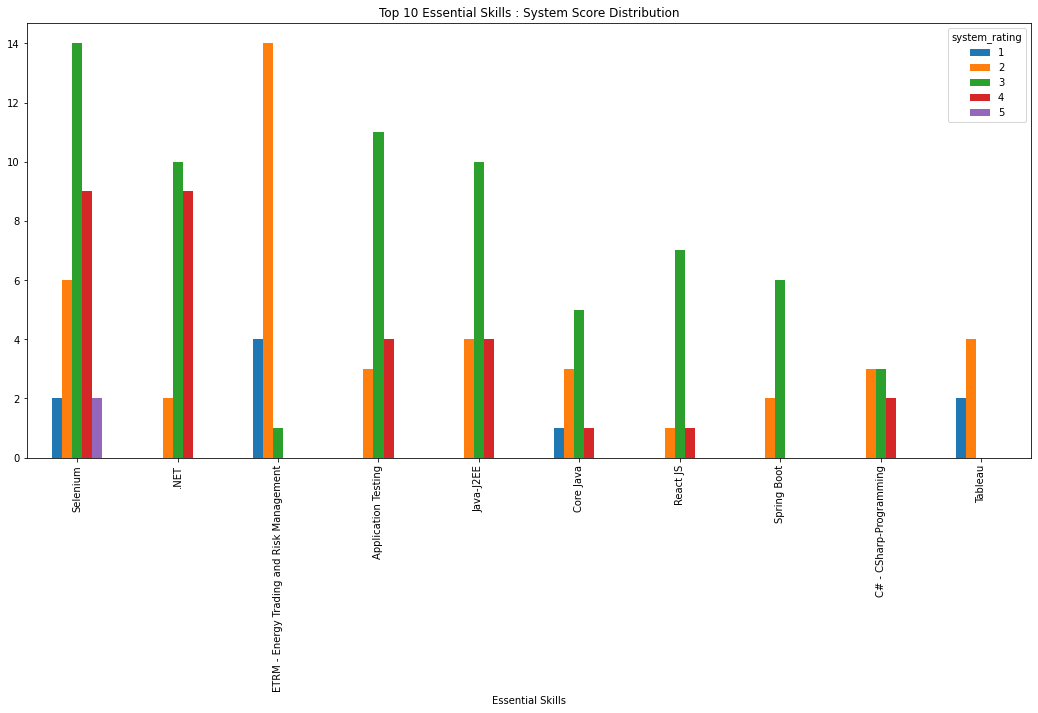 Top 10 Essential Skills : System Score Distribution
system_rating
1
2
3
4
5
14
12
10
8
6
4
2
0
Selenium
.NET
ETRM - Energy Trading and Risk Management
Application Testing
Java-J2EE
Core Java
React JS
Spring Boot
C# - CSharp-Programming
Tableau
Essential Skills